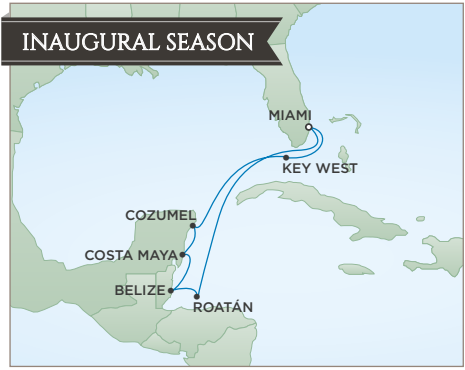 INAUGURAL SEASON
MIAMI
KEY WEST
COZUMEL
COSTA MAYA
BELIZE
ROATÁN